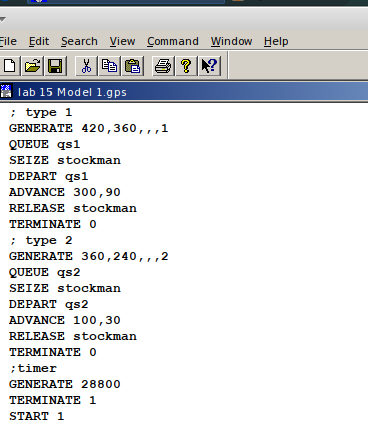 File Edit Search View Command Window Help
lab 15 Model 1.gps
; type 1
GENERATE 420,360,,,1
QUEUE qs1
SEIZE stockman
DEPART qs1
ADVANCE 300,90
RELEASE stockman
TERMINATE 0
; type 2
GENERATE 360,240,,,2
QUEUE qs2
SEIZE stockman
DEPART qs2
ADVANCE 100,30
RELEASE stockman
TERMINATE 0
;timer
GENERATE 28800
TERMINATE 1
START 1